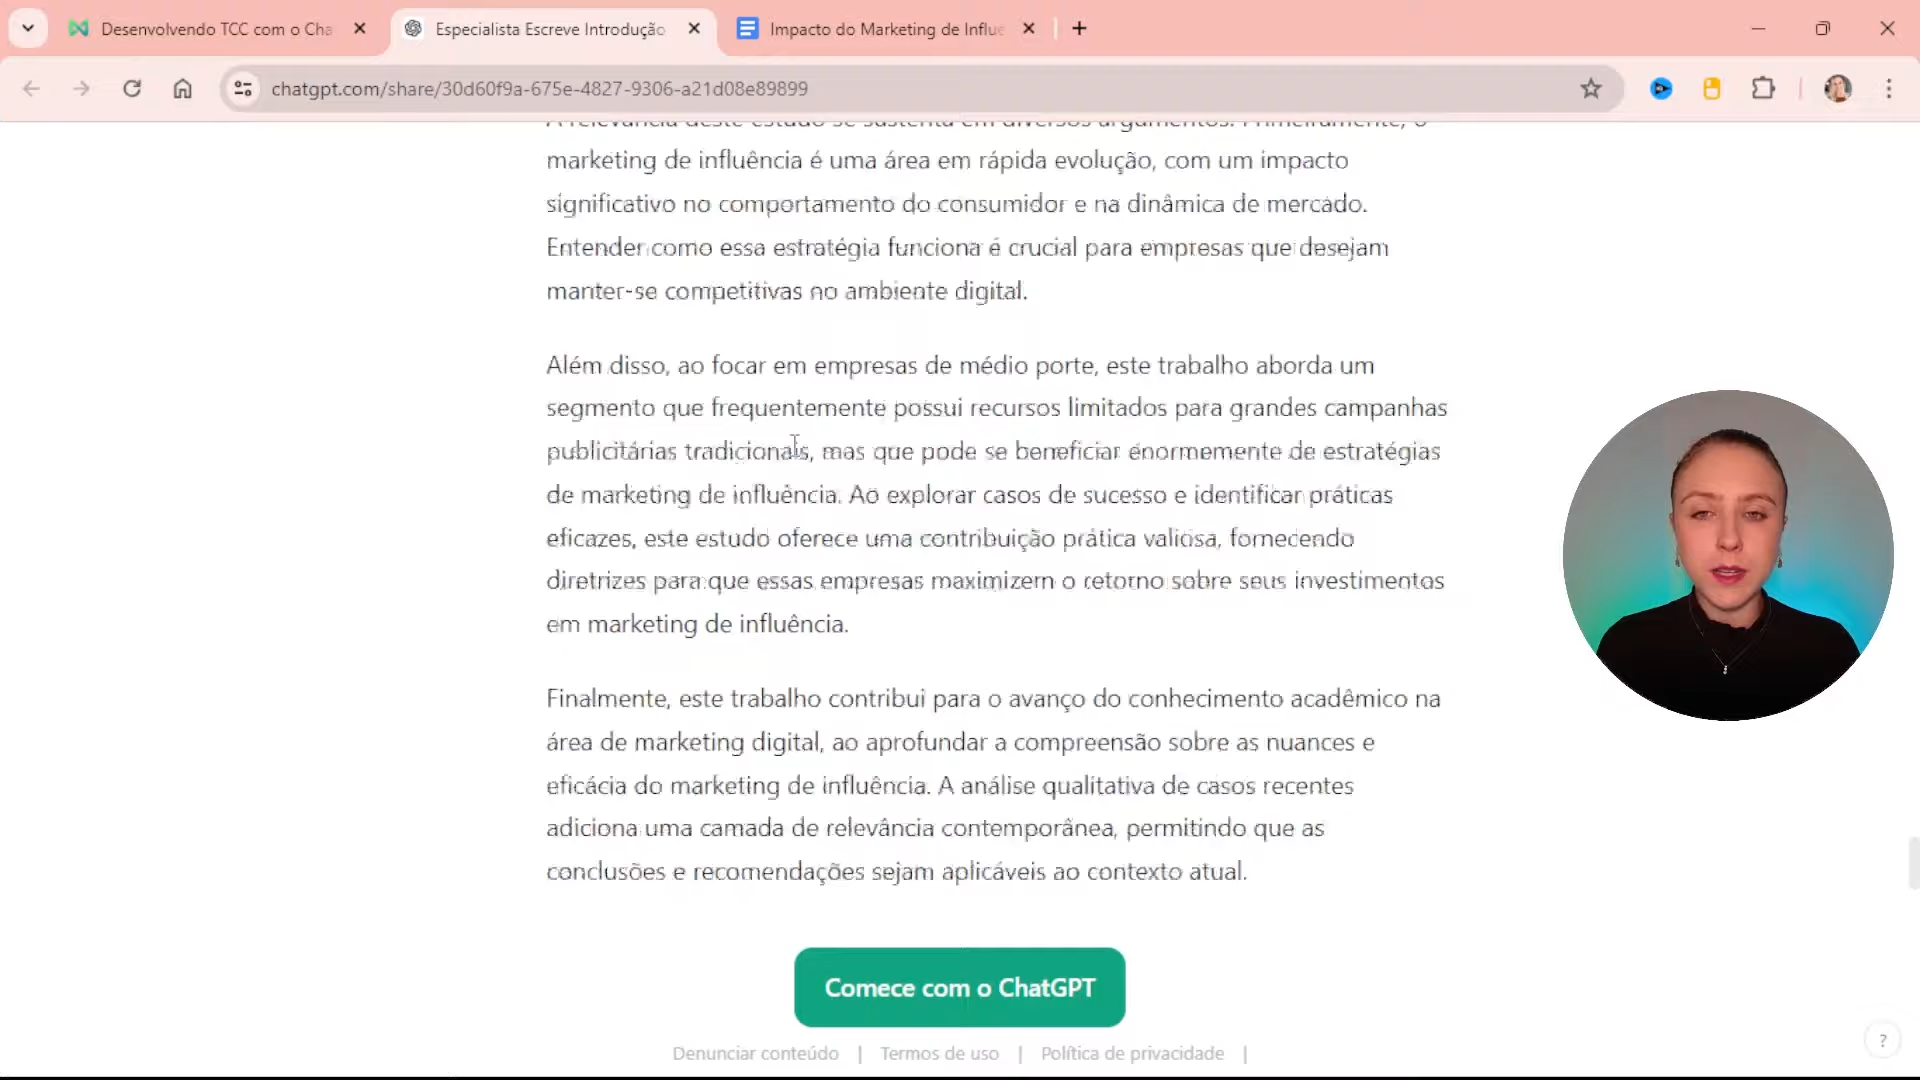 Desenvolvendo TCC com o Cha
Especialista Escreve Introdução
Impacto do Marketing de Influe
chatgpt.com/share/30d60f9a-675e-4827-9306-a21d08e89899
A relevância deste estudo se sustenta em diversos argumentos. Primeiramente, o
marketing de influência é uma área em rápida evolução, com um impacto
significativo no comportamento do consumidor e na dinâmica de mercado.
Entender como essa estratégia funciona é crucial para empresas que desejam
manter-se competitivas no ambiente digital.
Além disso, ao focar em empresas de médio porte, este trabalho aborda um
segmento que frequentemente possui recursos limitados para grandes campanhas
publicitárias tradicionais, mas que pode se beneficiar enormemente de estratégias
de marketing de influência. Ao explorar casos de sucesso e identificar práticas
eficazes, este estudo oferece uma contribuição prática valiosa, fornecendo
diretrizes para que essas empresas maximizem o retorno sobre seus investimentos
em marketing de influência.
Finalmente, este trabalho contribui para o avanço do conhecimento acadêmico na
área de marketing digital, ao aprofundar a compreensão sobre as nuances e
eficácia do marketing de influência. A análise qualitativa de casos recentes
adiciona uma camada de relevância contemporânea, permitindo que as
conclusões e recomendações sejam aplicáveis ao contexto atual.
Comece com o ChatGPT
Denunciar conteúdo | Termos de uso | Política de privacidade |
?